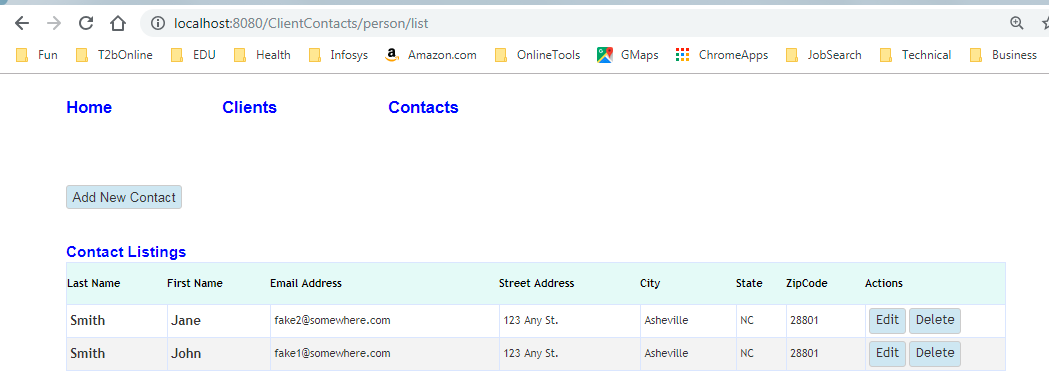 localhost:8080/ClientContacts/person/list
Fun T2bOnline EDU Health Infosys Amazon.com OnlineTools GMaps ChromeApps JobSearch Technical Business
Home Clients Contacts
Add New Contact
Contact Listings
Last Name First Name Email Address Street Address City State ZipCode Actions
Smith Jane fake2@somewhere.com 123 Any St. Asheville NC 28801 Edit Delete
Smith John fake1@somewhere.com 123 Any St. Asheville NC 28801 Edit Delete